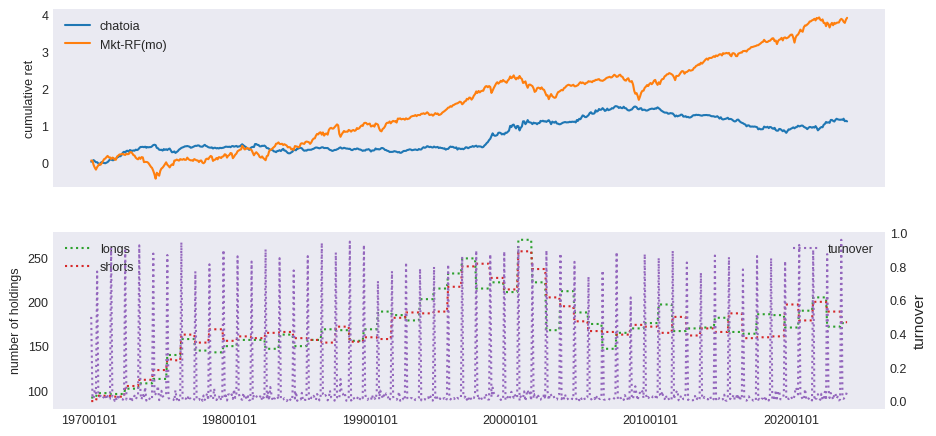 cumulative ret
4
3
2
1
0
chatoia
Mkt-RF(mo)
number of holdings
250
200
150
100
longs
shorts
turnover
1.0
0.8
0.6
0.4
0.2
0.0
turnover
19700101
19800101
19900101
20000101
20100101
20200101